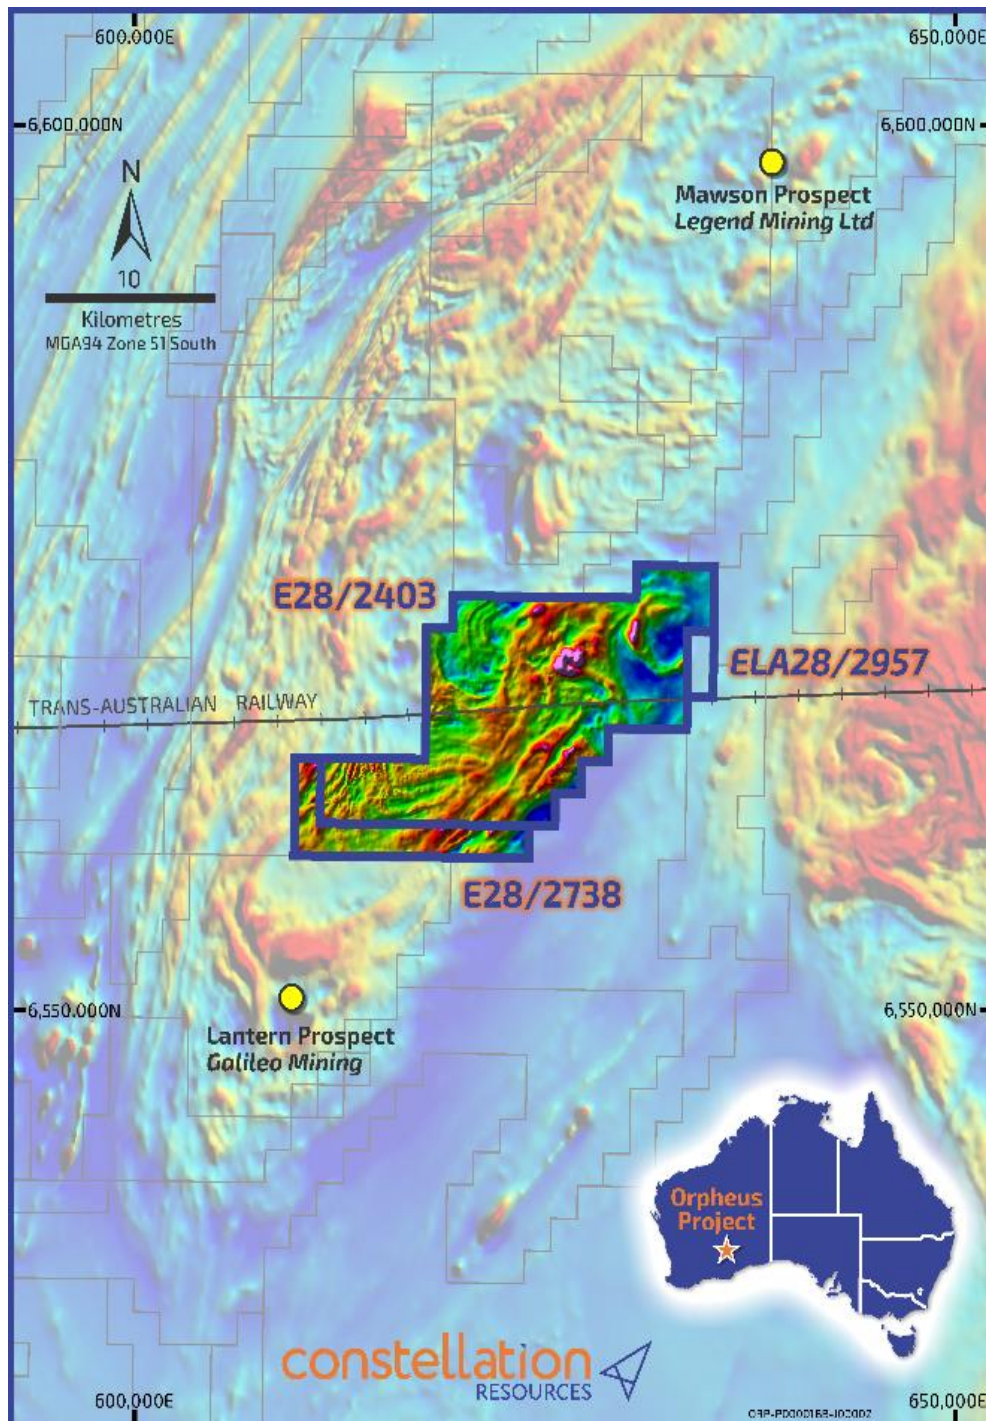 600,000E
650,000E
6,600,000N
6,600,000N
N
10
Kilometres
MGA94 Zone 51 South
Mawson Prospect
Legend Mining Ltd
E28/2403
ELA28/2957
TRANS-AUSTRALIAN RAILWAY
E28/2738
6,550,000N
6,550,000N
Lantern Prospect
Galileo Mining
Orpheus
Project
constellation
RESOURCES
600,000E
650,000E